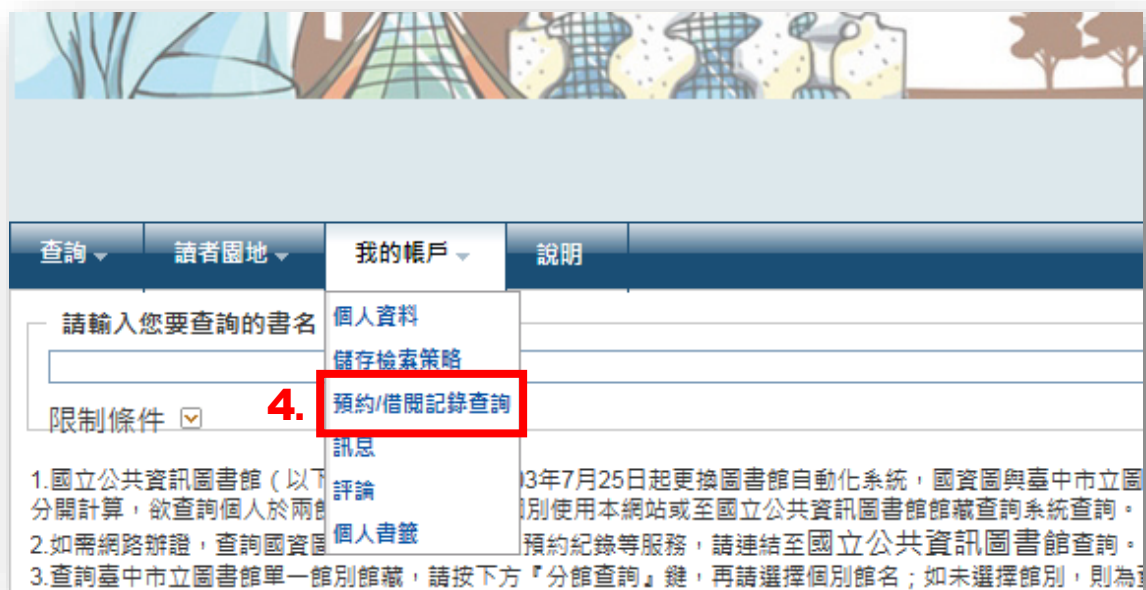 查詢 讀者園地 我的帳戶 說明
請輸入您要查詢的書名
個人資料
儲存檢索策略
4. 預約/借閱記錄查詢
限制條件
訊息
評論
個人書籤
1.國立公共資訊圖書館（以下 03年7月25日起更換圖書館自動化系統，國資圖與臺中市立圖
分開計算，欲查詢個人於兩館 別使用本網站或至國立公共資訊圖書館館藏查詢系統查詢。
2.如需網路辦證，查詢國資圖 預約紀錄等服務，請連結至國立公共資訊圖書館查詢。
3.查詢臺中市立圖書館單一館別館藏，請按下方『分館查詢』鍵，再請選擇個別館名；如未選擇館別，則為